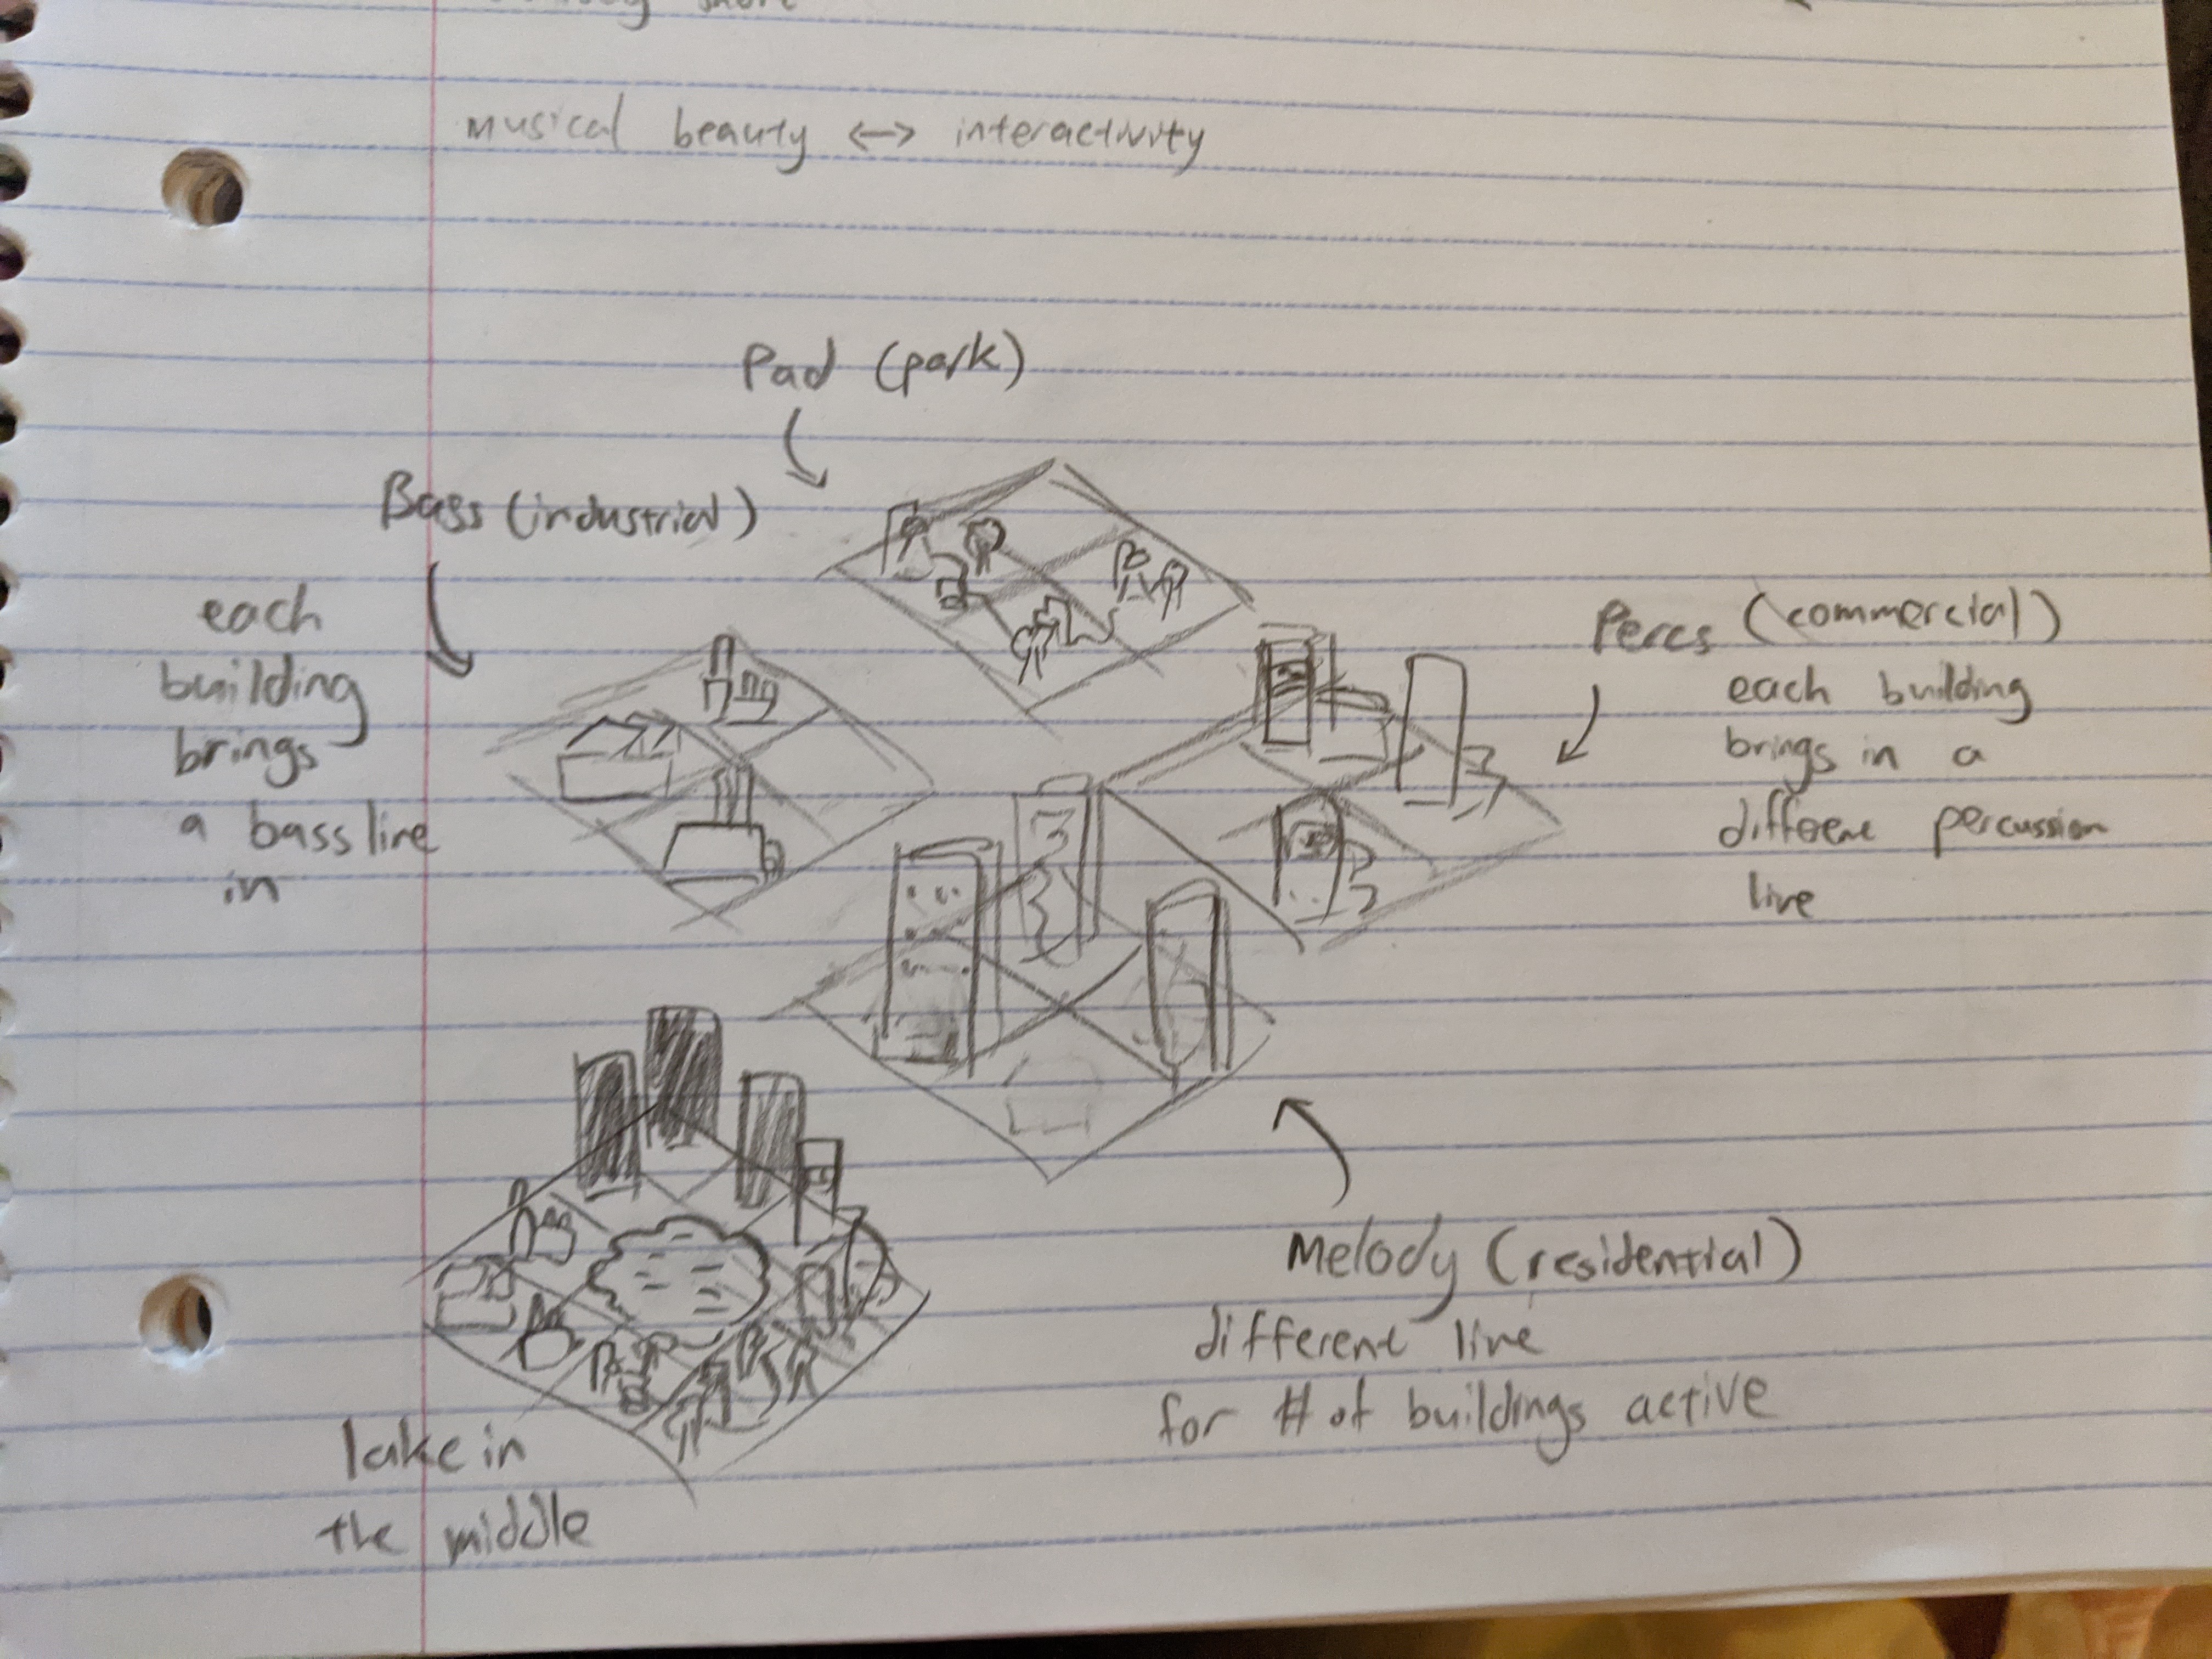 musical beauty <-> interactivity
Pad (park)
Bass (industrial)
each
building
brings
a bass line
in
Percs (commercial)
each building
brings in a
different percussion
line
Melody (residential)
different line
for # of buildings active
lake in
the middle